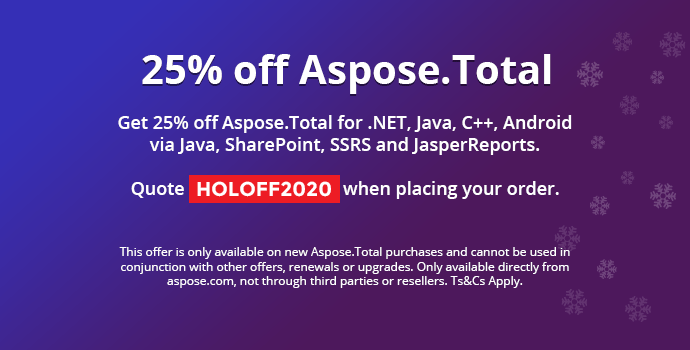 25% off Aspose.Total
Get 25% off Aspose.Total for .NET, Java, C++, Android
via Java, SharePoint, SSRS and JasperReports.
Quote HOLOFF2020 when placing your order.
This offer is only available on new Aspose.Total purchases and cannot be used in
conjunction with other offers, renewals or upgrades. Only available directly from
aspose.com, not through third parties or resellers. Ts&Cs Apply.